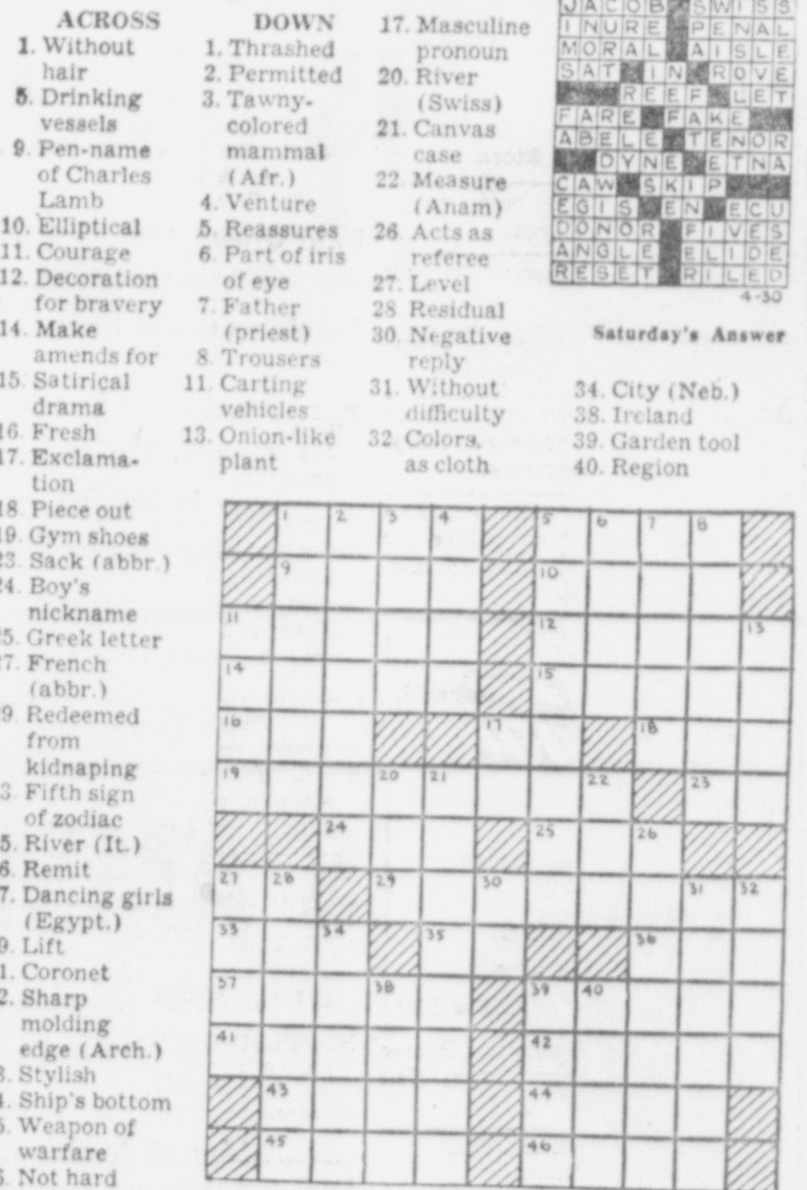 ACROSS
1. Without
hair
5. Drinking
vessels
9. Pen-name
of Charles
Lamb
10. Elliptical
11. Courage
12. Decoration
for bravery
14. Make
amends for
15. Satirical
drama
16. Fresh
17. Exclama-
tion
18. Piece out
19. Gym shoes
23. Sack (abbr.)
24. Boy's
nickname
25. Greek letter
27. French
(abbr.)
29. Redeemed
from
kidnaping
3. Fifth sign
of zodiac
5. River (It.)
6. Remit
7. Dancing girls
(Egypt.)
9. Lift
1. Coronet
2. Sharp
molding
edge (Arch.)
3. Stylish
4. Ship's bottom
5. Weapon of
warfare
6. Not hard
DOWN
1. Thrashed
2. Permitted
3. Tawny-
colored
mammal
(Afr.)
4. Venture
5. Reassures
6. Part of iris
of eye
7. Father
(priest)
8. Trousers
11. Carting
vehicles
13. Onion-like
plant
17. Masculine
pronoun
20. River
(Swiss)
21. Canvas
case
22 Measure
(Anam)
26. Acts as
referee
27. Level
28 Residual
30. Negative
reply
31. Without
difficulty
32. Colors,
as cloth
34. City (Neb.)
38. Ireland
39. Garden tool
40. Region
JACOB SWISS
INURE PENAL
MORAL AISLE
SAT IN ROVE
REEF LET
FARE FAKE
ABELE TENOR
DYNE ETNA
CAW SKIP
EGIS EN ECU
DONOR FIVES
ANGLE ELIDE
RESET RILED
4-30
Saturday's Answer
1 2 3 4 5 6 7 8
9 10
11 12 13
14 15
16 17 18
19 20 21 22 23
24 25 26
27 28 29 30 31 32
33 34 35 36
37 38 39 40
41 42
43 44
45 46